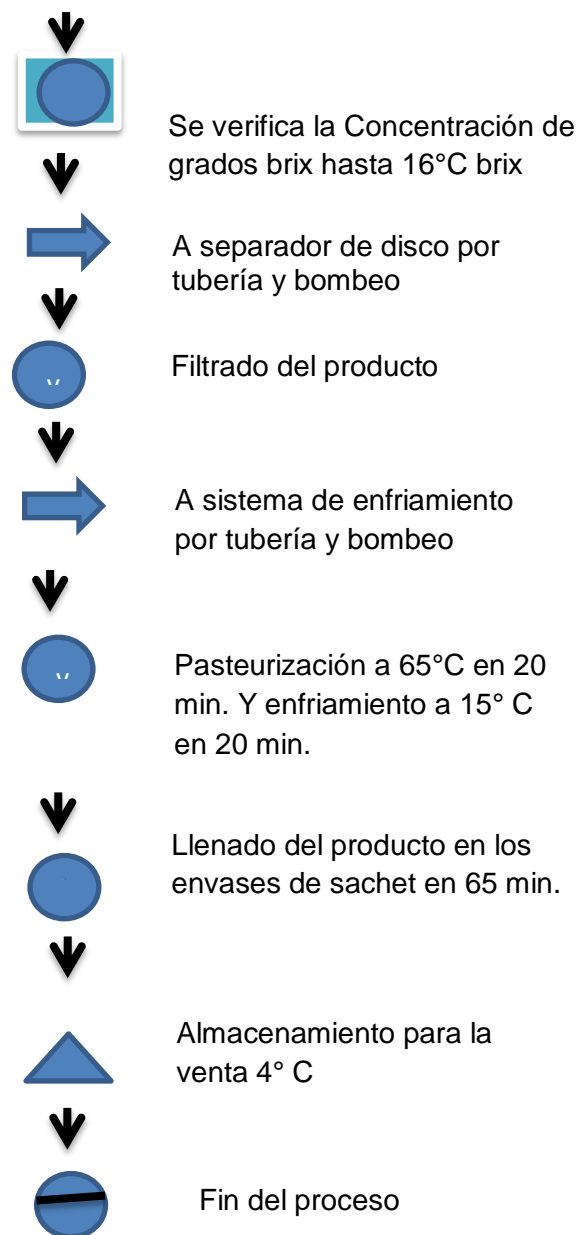 Se verifica la Concentración de
grados brix hasta 16°C brix
A separador de disco por
tubería y bombeo
Filtrado del producto
A sistema de enfriamiento
por tubería y bombeo
Pasteurización a 65°C en 20
min. Y enfriamiento a 15° C
en 20 min.
Llenado del producto en los
envases de sachet en 65 min.
Almacenamiento para la
venta 4° C
Fin del proceso